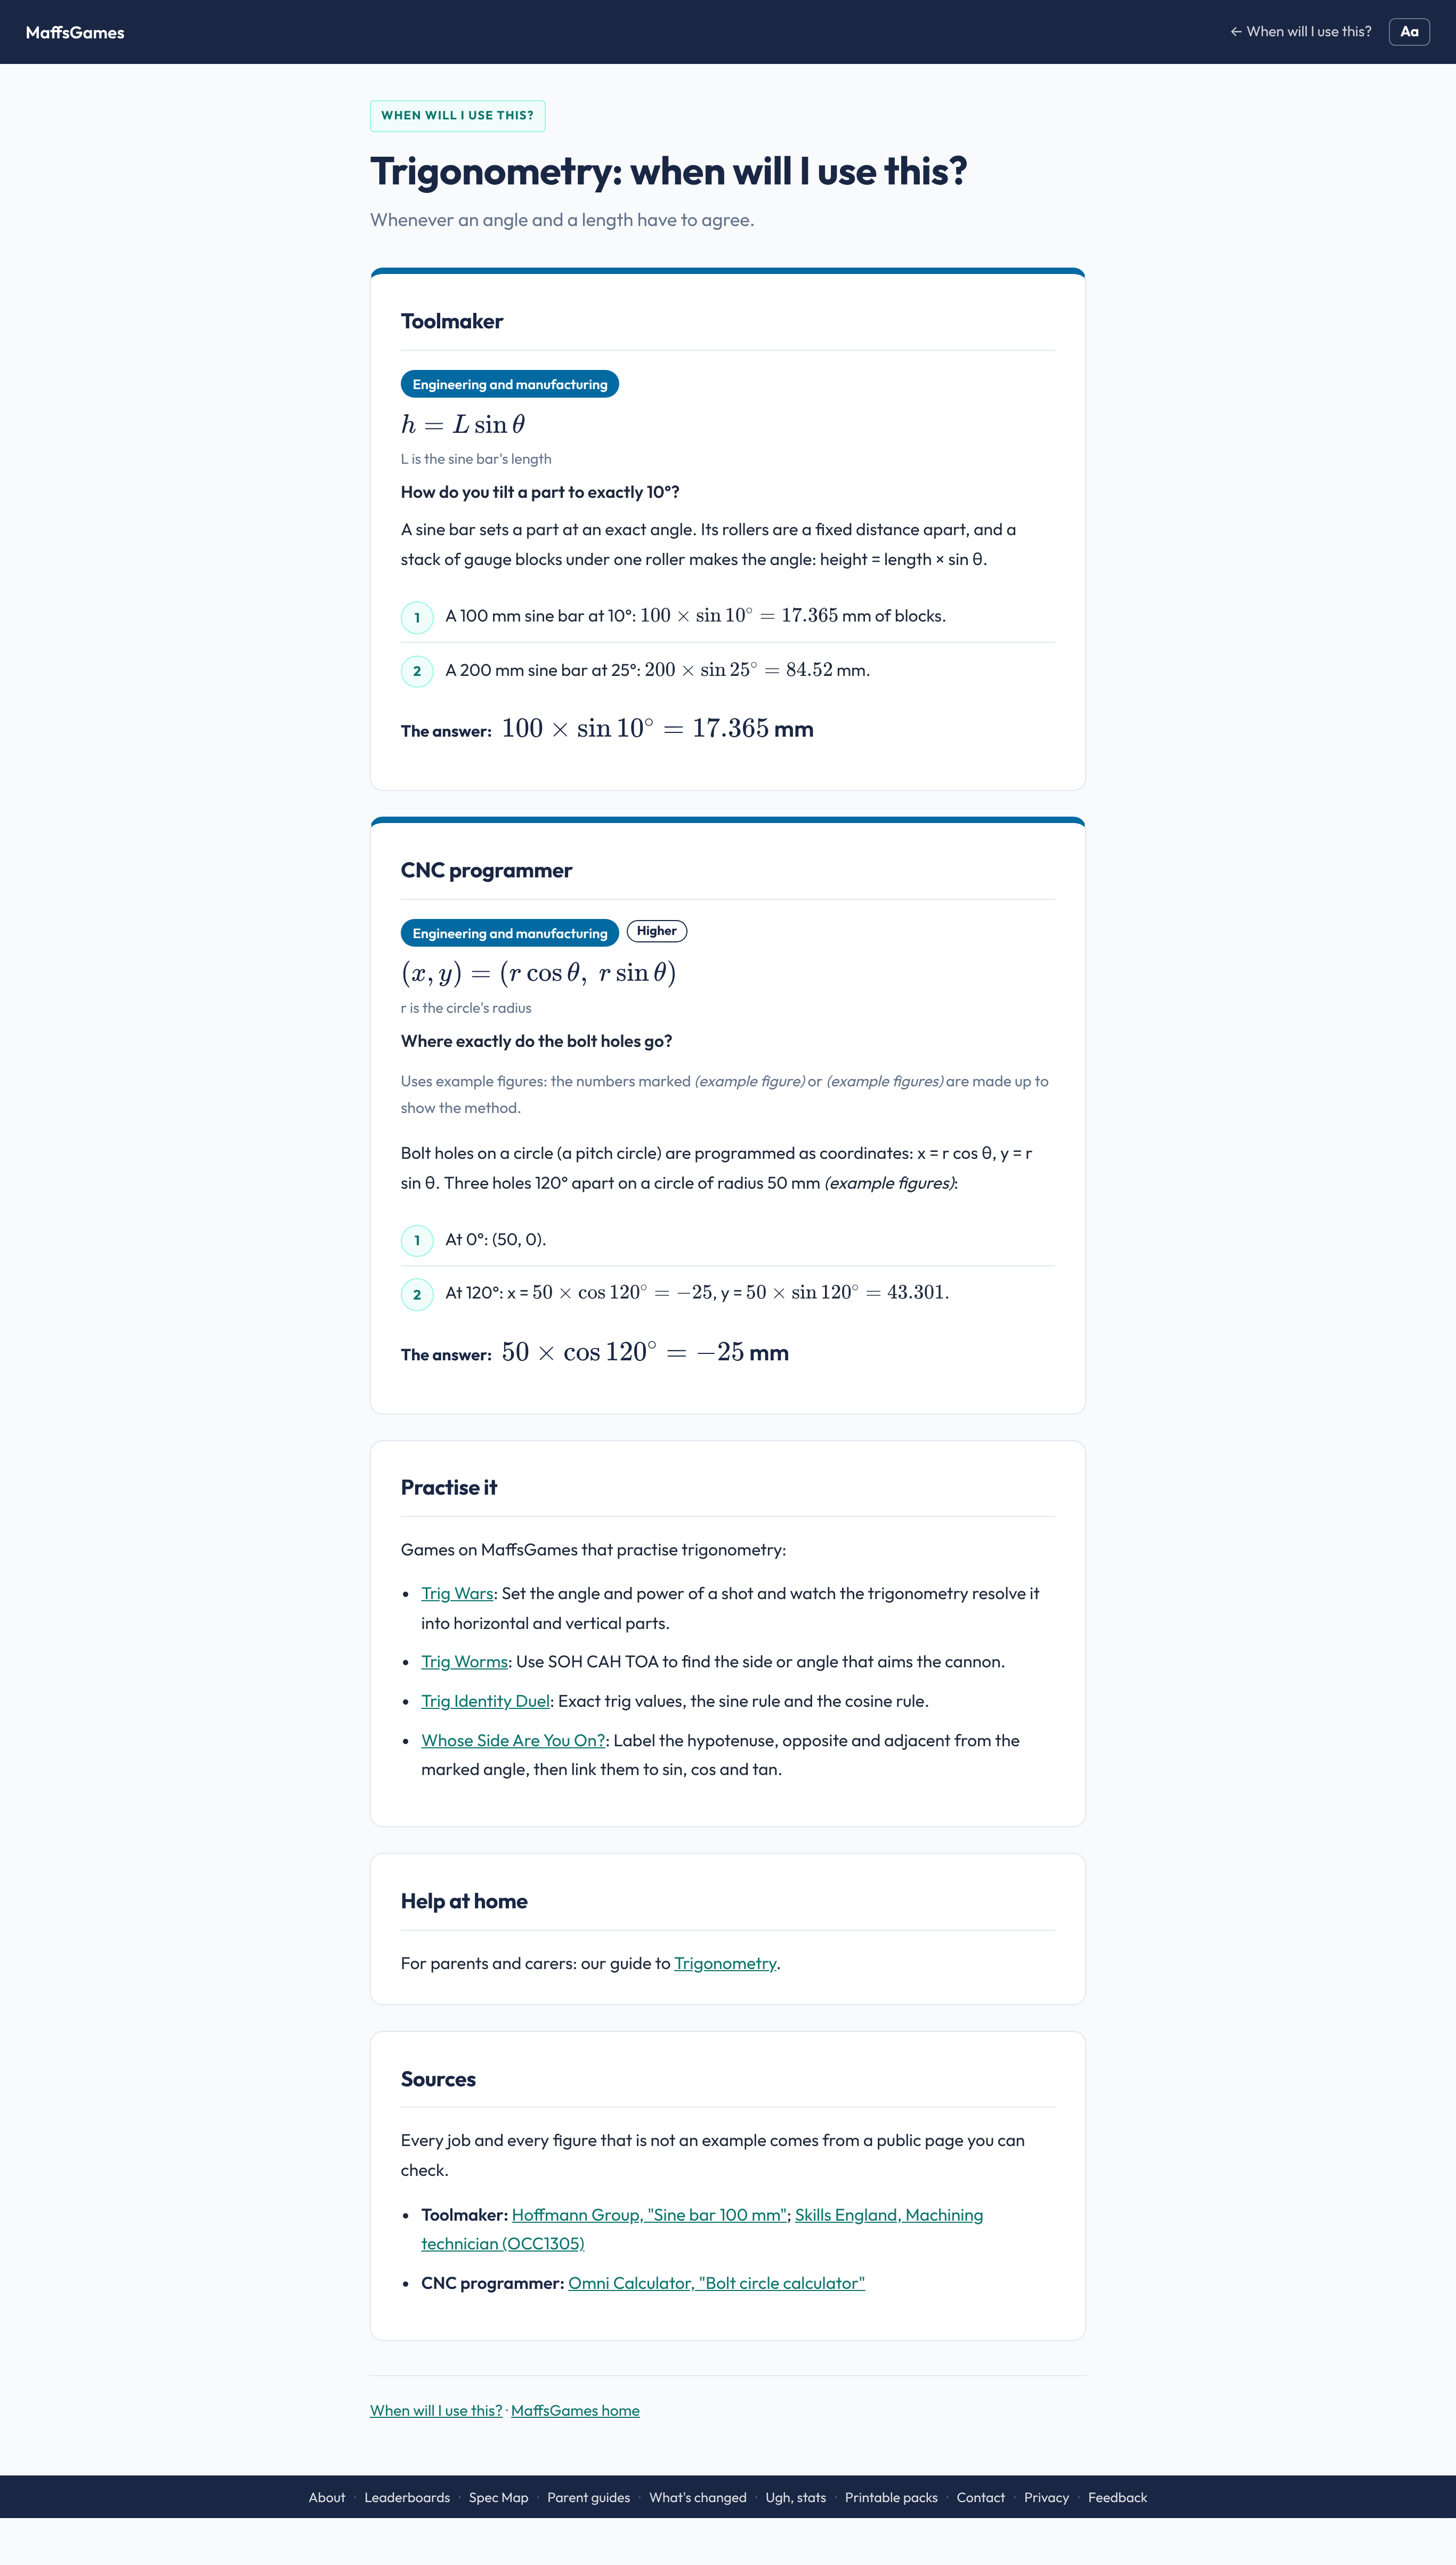 MaffsGames
← When will I use this?
Aa
WHEN WILL I USE THIS?
Trigonometry: when will I use this?
Whenever an angle and a length have to agree.
Toolmaker
Engineering and manufacturing
h = L sin θ
L is the sine bar's length
How do you tilt a part to exactly 10°?
A sine bar sets a part at an exact angle. Its rollers are a fixed distance apart, and a
stack of gauge blocks under one roller makes the angle: height = length × sin θ.
1 A 100 mm sine bar at 10°: 100 × sin 10° = 17.365 mm of blocks.
2 A 200 mm sine bar at 25°: 200 × sin 25° = 84.52 mm.
The answer: 100 × sin 10° = 17.365 mm
CNC programmer
Engineering and manufacturing Higher
(x, y) = (r cos θ, r sin θ)
r is the circle's radius
Where exactly do the bolt holes go?
Uses example figures: the numbers marked (example figure) or (example figures) are made up to
show the method.
Bolt holes on a circle (a pitch circle) are programmed as coordinates: x = r cos θ, y = r
sin θ. Three holes 120° apart on a circle of radius 50 mm (example figures):
1 At 0°: (50, 0).
2 At 120°: x = 50 × cos 120° = −25, y = 50 × sin 120° = 43.301.
The answer: 50 × cos 120° = −25 mm
Practise it
Games on MaffsGames that practise trigonometry:
• Trig Wars: Set the angle and power of a shot and watch the trigonometry resolve it
into horizontal and vertical parts.
• Trig Worms: Use SOH CAH TOA to find the side or angle that aims the cannon.
• Trig Identity Duel: Exact trig values, the sine rule and the cosine rule.
• Whose Side Are You On?: Label the hypotenuse, opposite and adjacent from the
marked angle, then link them to sin, cos and tan.
Help at home
For parents and carers: our guide to Trigonometry.
Sources
Every job and every figure that is not an example comes from a public page you can
check.
• Toolmaker: Hoffmann Group, "Sine bar 100 mm"; Skills England, Machining
technician (OCC1305)
• CNC programmer: Omni Calculator, "Bolt circle calculator"
When will I use this? · MaffsGames home
About · Leaderboards · Spec Map · Parent guides · What's changed · Ugh, stats · Printable packs · Contact · Privacy · Feedback